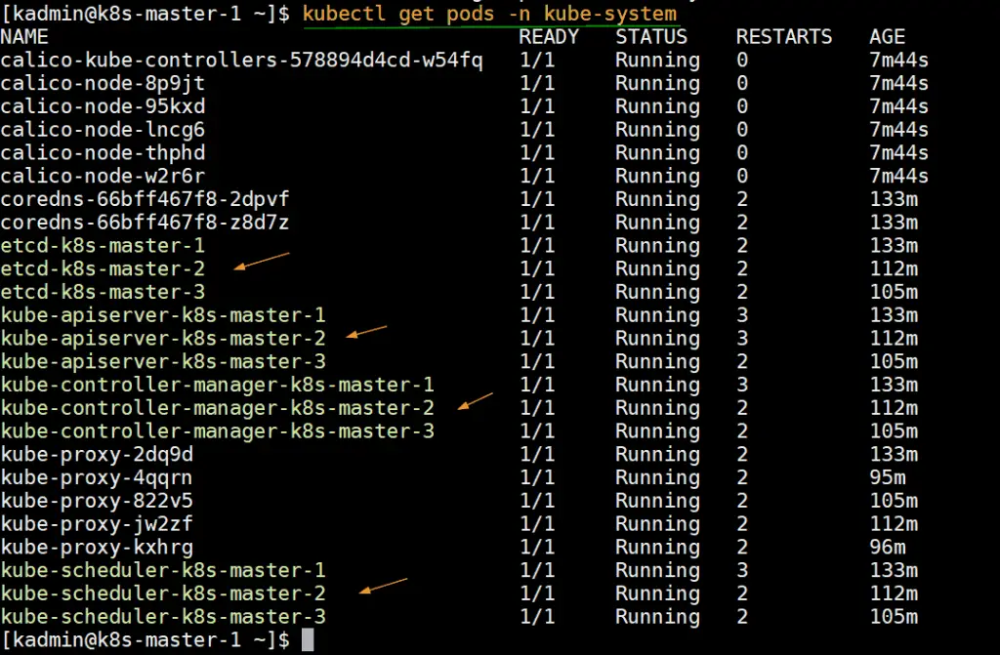 [kadmin@k8s-master-1 ~]$ kubectl get pods -n kube-system
NAME READY STATUS RESTARTS AGE
calico-kube-controllers-578894d4cd-w54fq 1/1 Running 0 7m44s
calico-node-8p9jt 1/1 Running 0 7m44s
calico-node-95kxd 1/1 Running 0 7m44s
calico-node-lncg6 1/1 Running 0 7m44s
calico-node-thphd 1/1 Running 0 7m44s
calico-node-w2r6r 1/1 Running 0 7m44s
coredns-66bff467f8-2dpvf 1/1 Running 2 133m
coredns-66bff467f8-z8d7z 1/1 Running 2 133m
etcd-k8s-master-1 1/1 Running 2 133m
etcd-k8s-master-2 1/1 Running 2 112m
etcd-k8s-master-3 1/1 Running 2 105m
kube-apiserver-k8s-master-1 1/1 Running 3 133m
kube-apiserver-k8s-master-2 1/1 Running 3 112m
kube-apiserver-k8s-master-3 1/1 Running 2 105m
kube-controller-manager-k8s-master-1 1/1 Running 3 133m
kube-controller-manager-k8s-master-2 1/1 Running 2 112m
kube-controller-manager-k8s-master-3 1/1 Running 2 105m
kube-proxy-2dq9d 1/1 Running 2 133m
kube-proxy-4qqrn 1/1 Running 2 95m
kube-proxy-822v5 1/1 Running 2 105m
kube-proxy-jw2zf 1/1 Running 2 112m
kube-proxy-kxhrg 1/1 Running 2 96m
kube-scheduler-k8s-master-1 1/1 Running 3 133m
kube-scheduler-k8s-master-2 1/1 Running 2 112m
kube-scheduler-k8s-master-3 1/1 Running 2 105m
[kadmin@k8s-master-1 ~]$